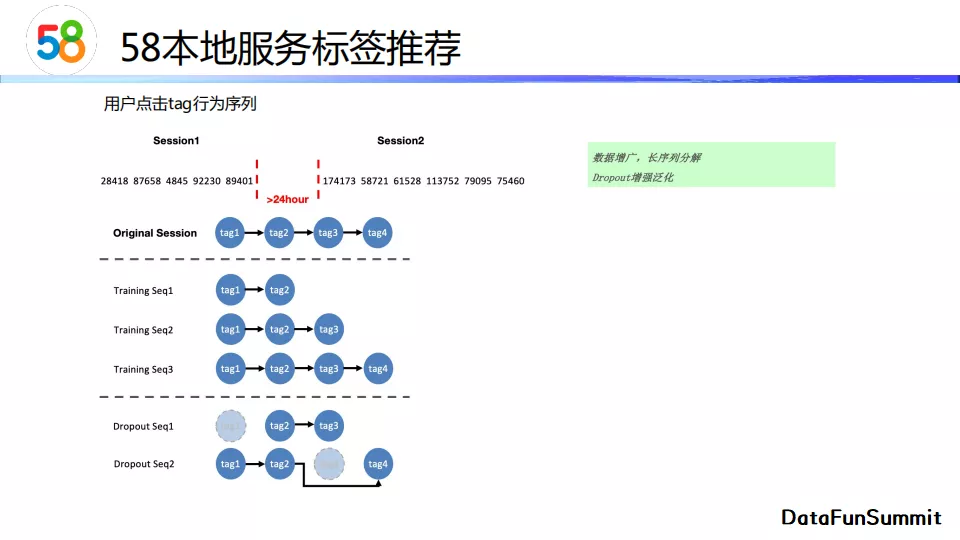 58
58本地服务标签推荐
用户点击tag行为序列
Session1
Session2
28418 87658 4845 92230 89401
174173 58721 61528 113752 79095 75460
>24hour
数据增广，长序列分解
Dropout增强泛化
Original Session tag1 tag2 tag3 tag4
Training Seq1 tag1 tag2
Training Seq2 tag1 tag2 tag3
Training Seq3 tag1 tag2 tag3 tag4
Dropout Seq1 tag2 tag3
Dropout Seq2 tag1 tag2 tag4
DataFunSummit